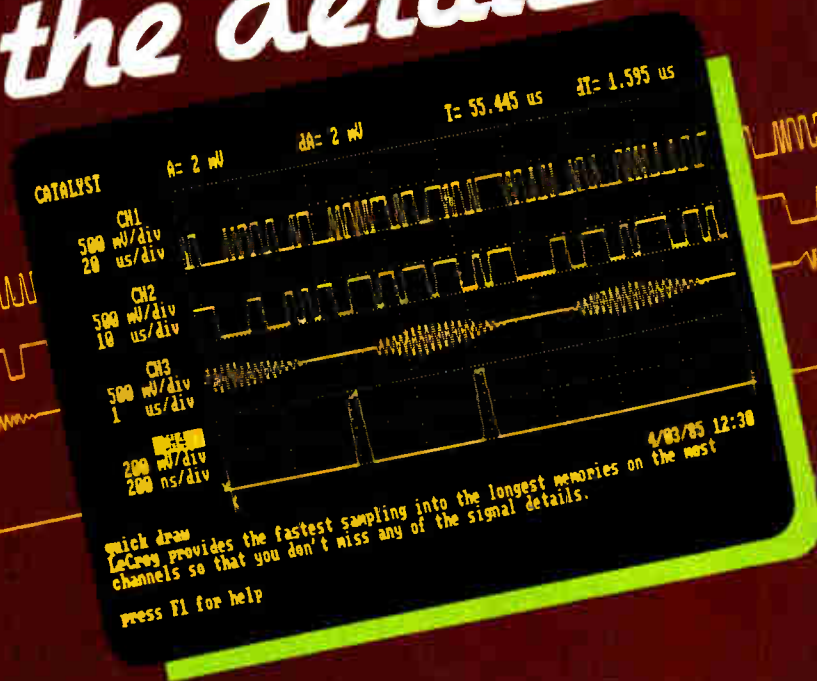 the
CATALYST A= 2 mV dA= 2 mV T= 55.445 us dT= 1.595 us
CH1
500 mV/div
20 us/div
CH2
500 mV/div
10 us/div
CH3
500 mV/div
1 us/div
200 mV/div
200 ns/div
4/03/85 12:30
quick draw
LeCroy provides the fastest sampling into the longest memories on the most
channels so that you don't miss any of the signal details.
press F1 for help